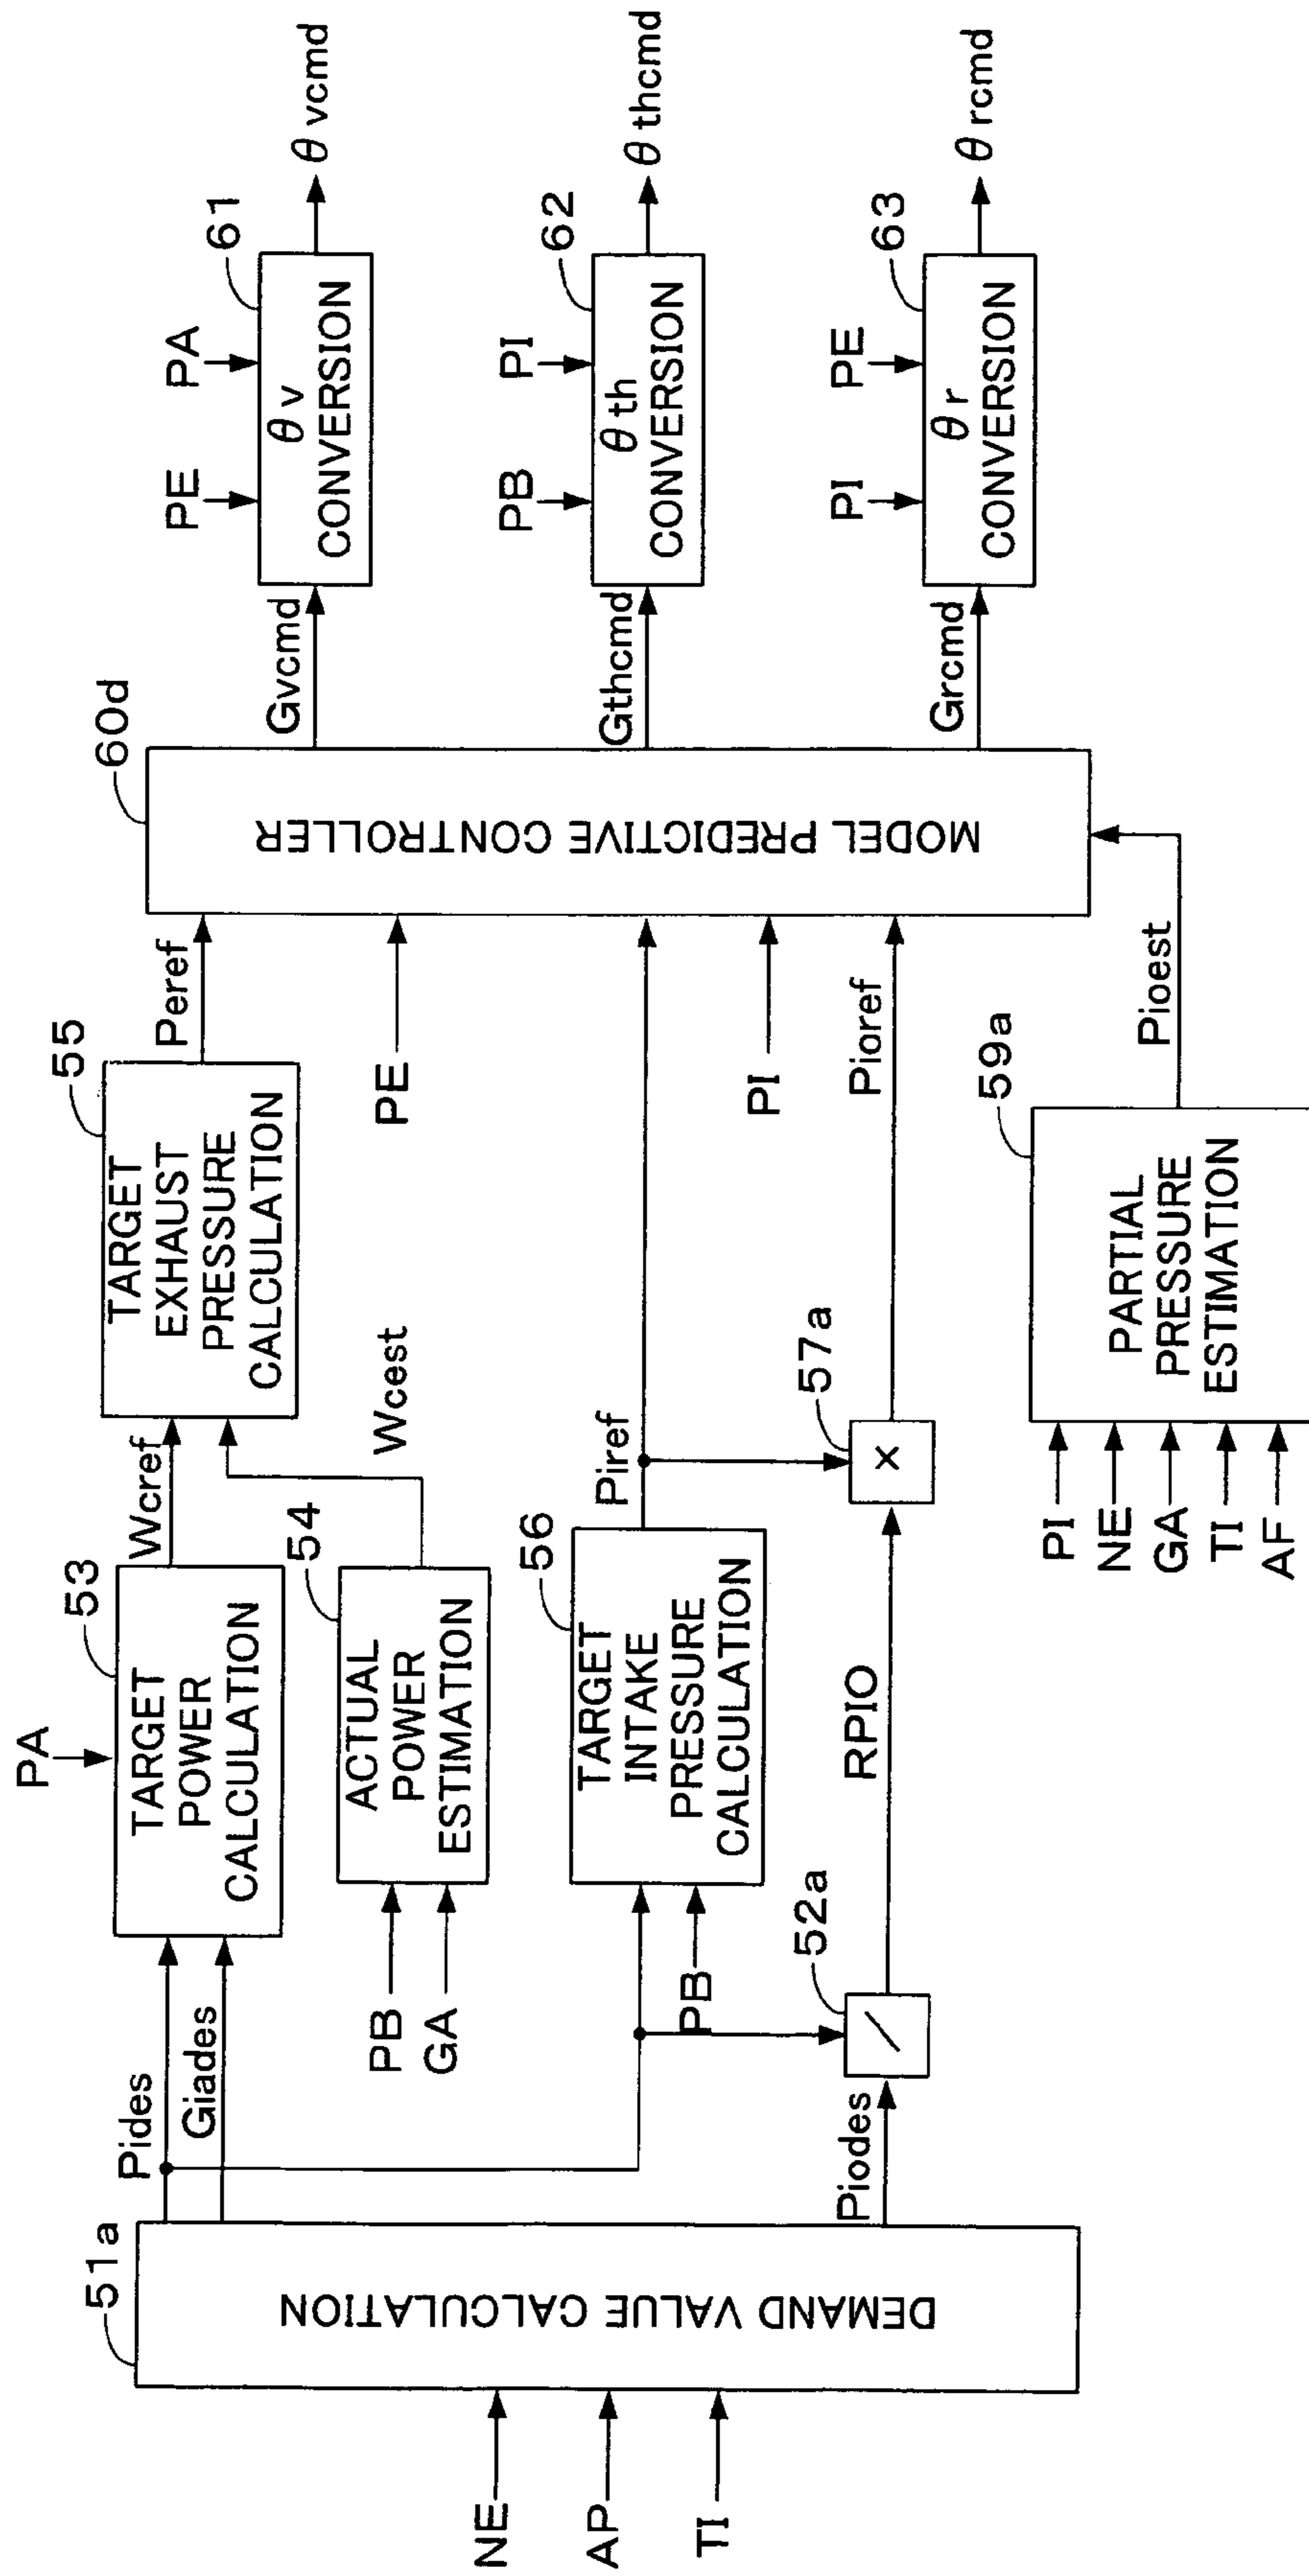 51a
DEMAND VALUE CALCULATION
NE
AP
TI
Pides
Giades
Piodes
PA
53
TARGET
POWER
CALCULATION
Wcref
54
ACTUAL
POWER
ESTIMATION
PB
GA
Wcest
55
TARGET
EXHAUST
PRESSURE
CALCULATION
Peref
56
TARGET
INTAKE
PRESSURE
CALCULATION
PB
Piref
52a
/
RPIO
57a
×
Pioref
PE
PI
59a
PARTIAL
PRESSURE
ESTIMATION
PI
NE
GA
TI
AF
Pioest
60d
MODEL PREDICTIVE CONTROLLER
Gvcmd
Gthcmd
Grcmd
PE
PA
61
θv
CONVERSION
θvcmd
PB
PI
62
θth
CONVERSION
θthcmd
PI
PE
63
θr
CONVERSION
θrcmd